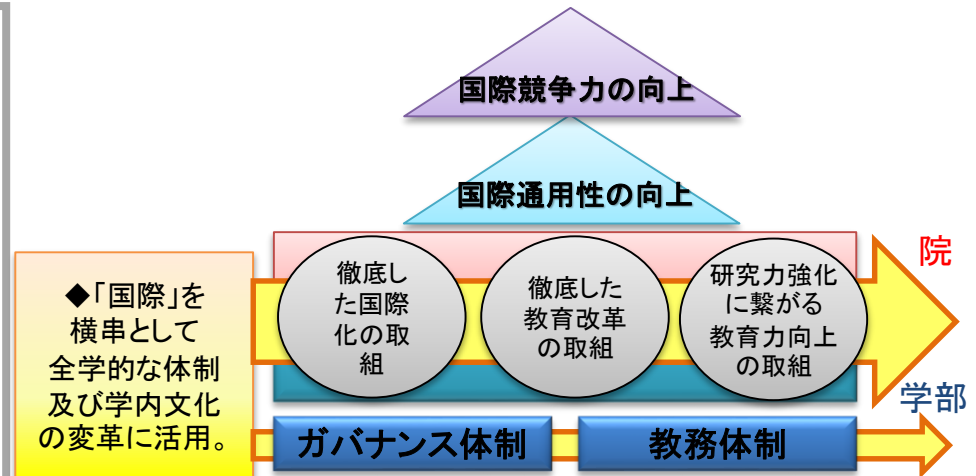 国際競争力の向上
国際通用性の向上
院
◆「国際」を
横串として
全学的な体制
及び学内文化
の変革に活用。
徹底し
た国際
化の取
組
徹底した
教育改革
の取組
研究力強化
に繋がる
教育力向上
の取組
学部
ガバナンス体制
教務体制